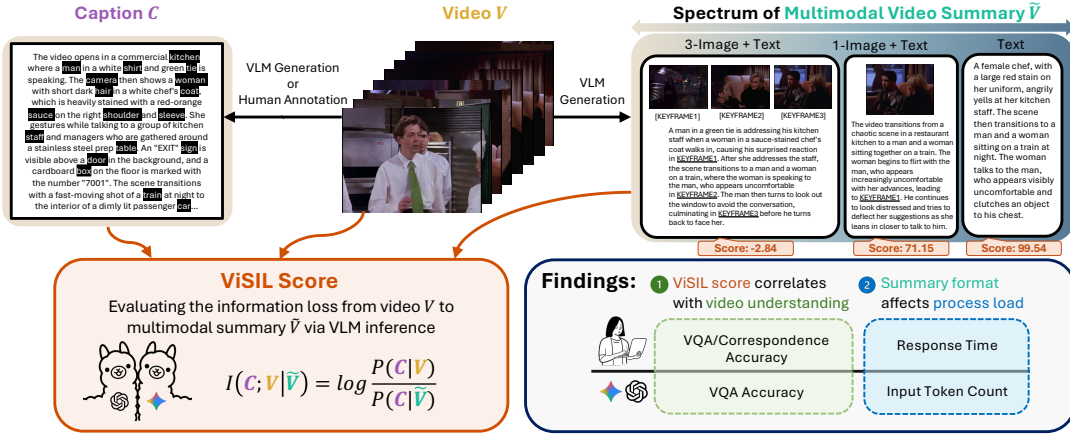 Caption C
The video opens in a commercial kitchen
where a man in a white shirt and green tie is
speaking. The camera then shows a woman
with short dark hair in a white chef's coat,
which is heavily stained with a red-orange
sauce on the right shoulder and sleeve. She
gestures while talking to a group of kitchen
staff and managers who are gathered around
a stainless steel prep table. An "EXIT" sign is
visible above a door in the background, and a
cardboard box on the floor is marked with
the number "7001". The scene transitions
with a fast-moving shot of a train at night to
the interior of a dimly lit passenger car...
VLM Generation
or
Human Annotation
Video V
VLM
Generation
Spectrum of Multimodal Video Summary Ṽ
3-Image + Text
[KEYFRAME1]
[KEYFRAME2]
[KEYFRAME3]
A man in a green tie is addressing his kitchen
staff when a woman in a sauce-stained chef's
coat walks in, causing his surprised reaction
in KEYFRAME1. After she addresses the staff,
the scene transitions to a man and a woman
on a train, where the woman is speaking to
the man, who appears uncomfortable
in KEYFRAME2. The man then turns to look out
the window to avoid the conversation,
culminating in KEYFRAME3 before he turns
back to face her.
Score: -2.84
1-Image + Text
[KEYFRAME1]
The video transitions from a
chaotic scene in a restaurant
kitchen to a man and a woman
sitting together on a train. The
woman begins to flirt with the
man, who appears
increasingly uncomfortable
with her advances, leading
to KEYFRAME1. He continues
to look distressed and tries to
deflect her suggestions as she
leans in closer to talk to him.
Score: 71.15
Text
A female chef, with
a large red stain on
her uniform, angrily
yells at her kitchen
staff. The scene
then transitions to
a man and a woman
sitting on a train at
night. The woman
talks to the man,
who appears visibly
uncomfortable and
clutches an object
to his chest.
Score: 99.54
ViSIL Score
Evaluating the information loss from video V to
multimodal summary Ṽ via VLM inference
I(C; V|Ṽ) = log P(C|V) / P(C|Ṽ)
Findings:
1 ViSIL score correlates
with video understanding
VQA/Correspondence
Accuracy
VQA Accuracy
2 Summary format
affects process load
Response Time
Input Token Count